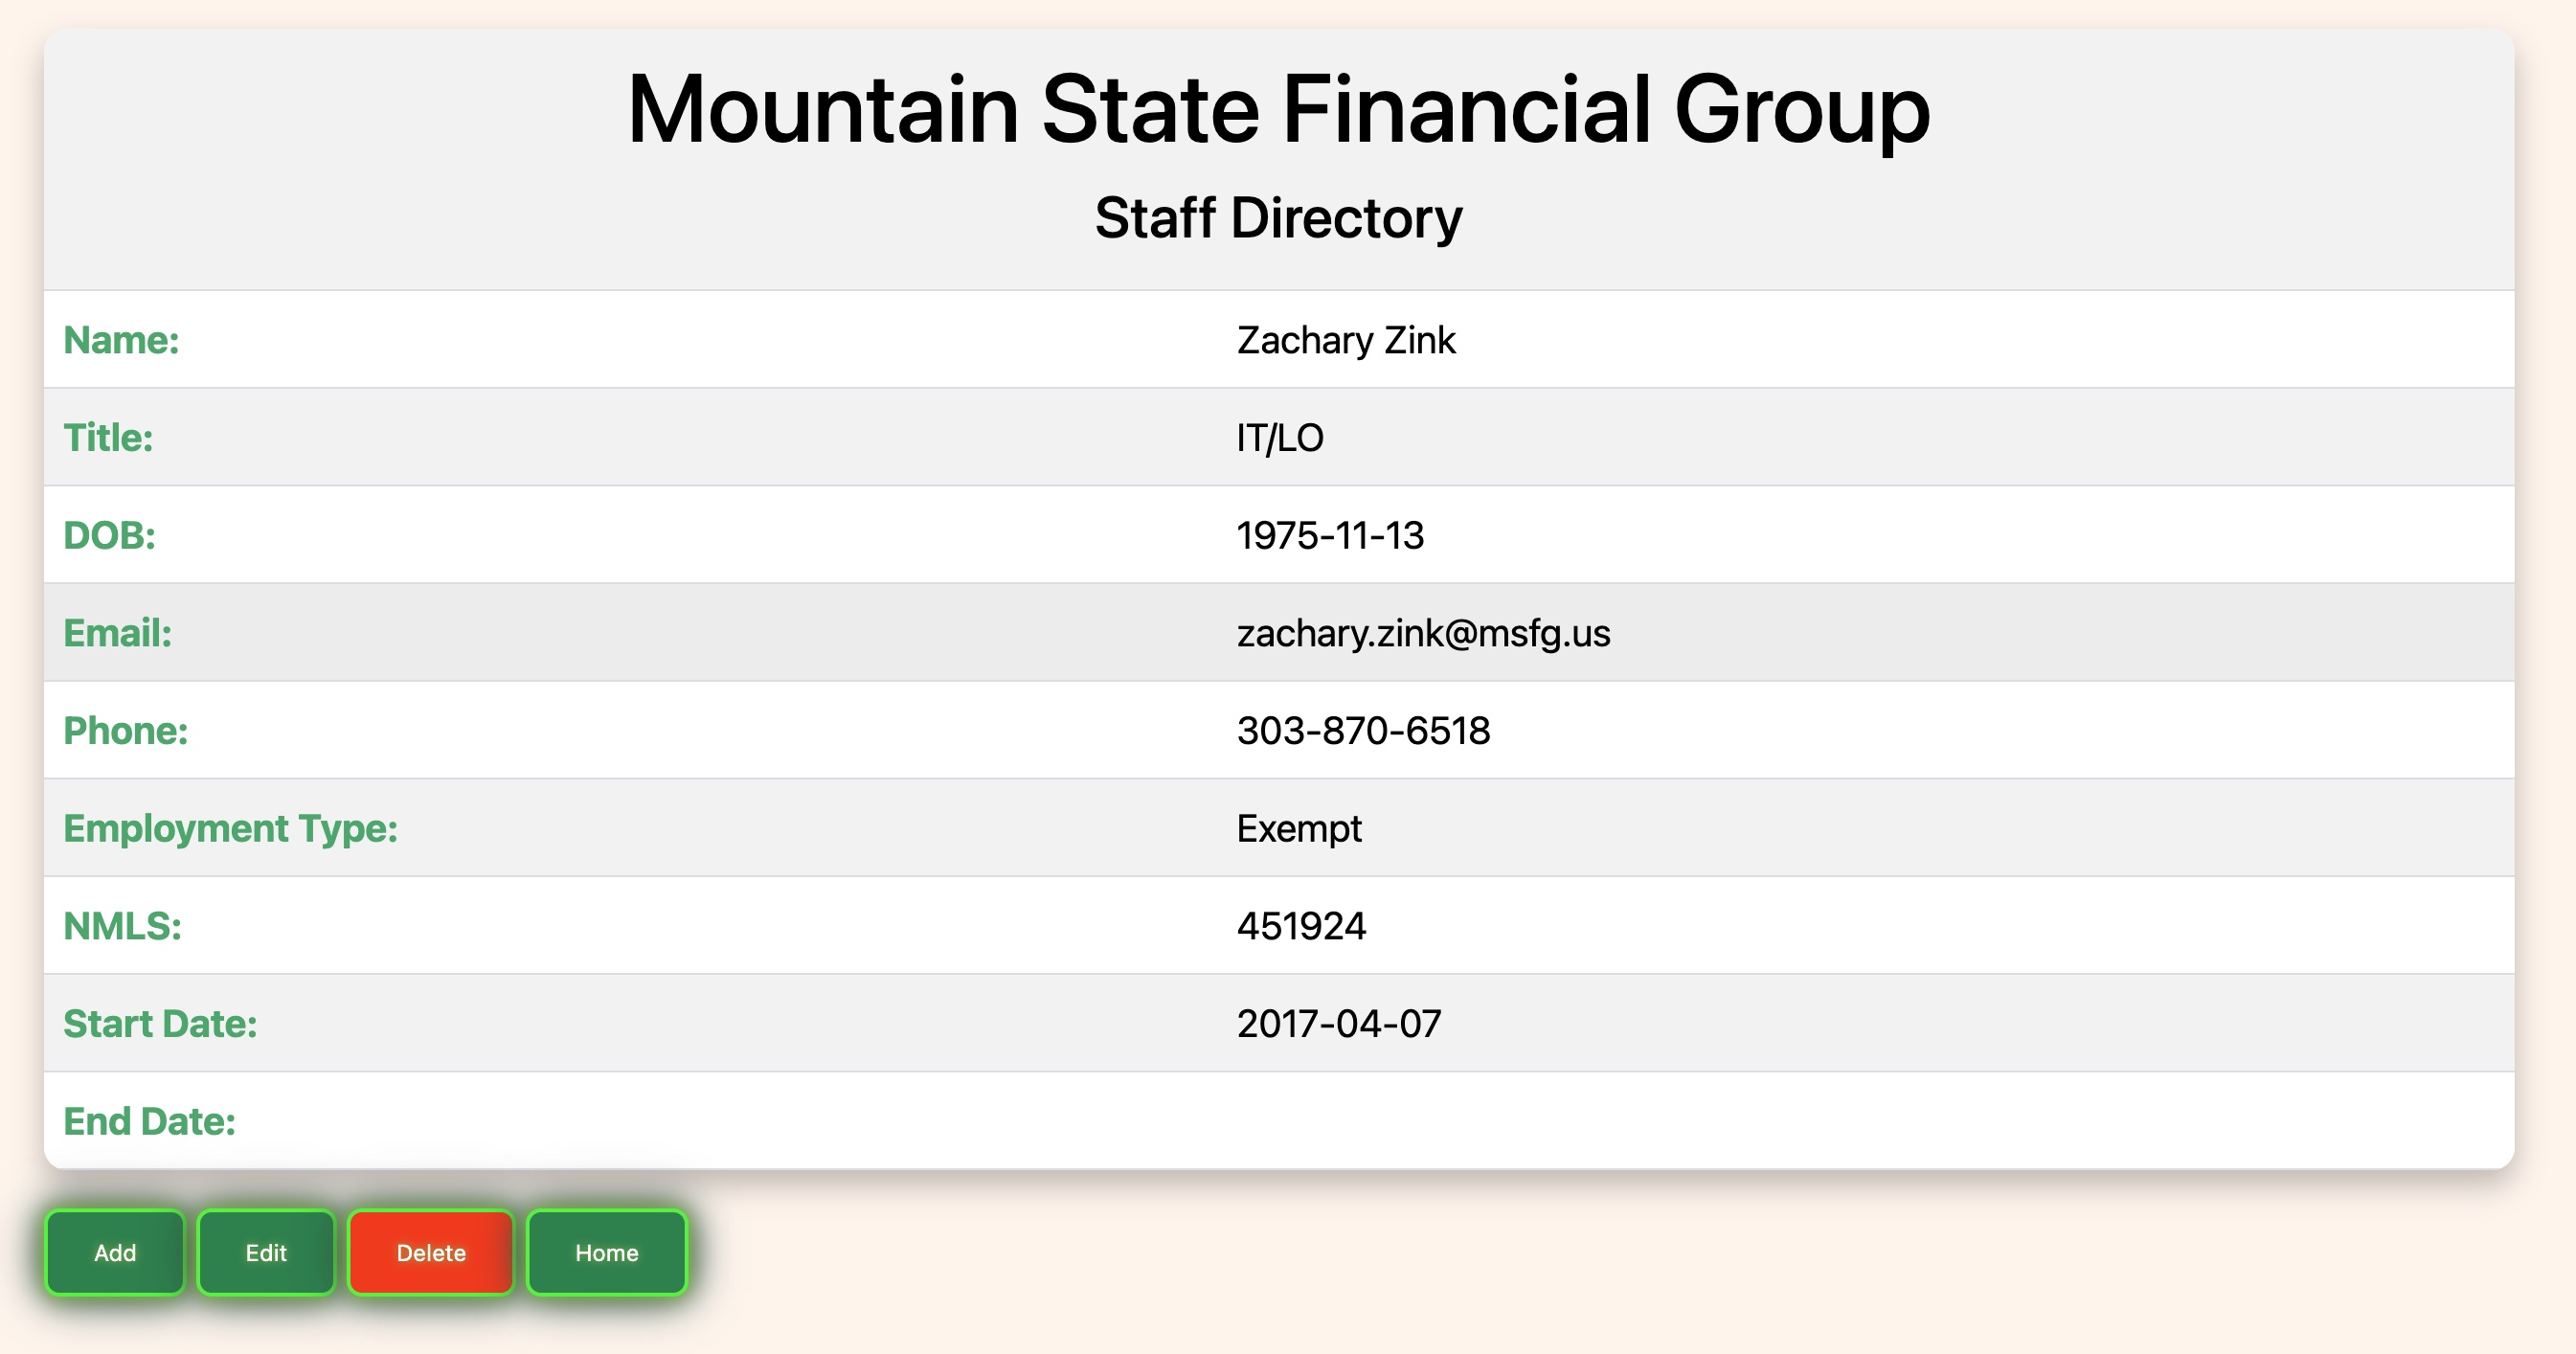 Mountain State Financial Group
Staff Directory
Name: Zachary Zink
Title: IT/LO
DOB: 1975-11-13
Email: zachary.zink@msfg.us
Phone: 303-870-6518
Employment Type: Exempt
NMLS: 451924
Start Date: 2017-04-07
End Date:
Add Edit Delete Home